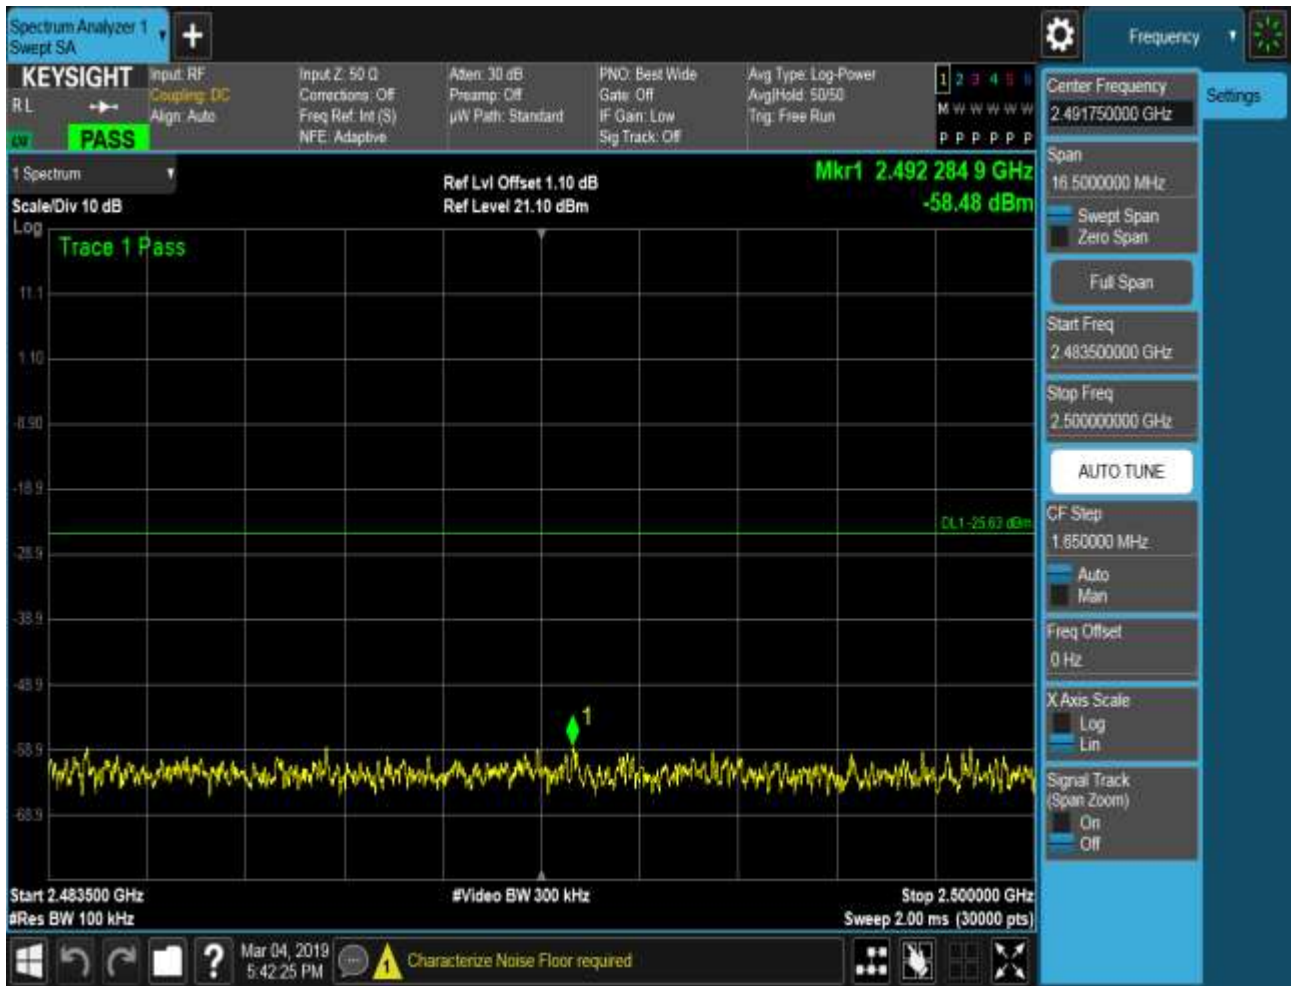 Spectrum Analyzer 1
Swept SA
+
Frequency
KEYSIGHT
R L
PASS
Input: RF
Coupling: DC
Align: Auto
Input Z: 50 Ω
Corrections: Off
Freq Ref: Int (S)
NFE: Adaptive
Atten: 30 dB
Preamp: Off
µW Path: Standard
PNO: Best Wide
Gate: Off
IF Gain: Low
Sig Track: Off
Avg Type: Log-Power
Avg|Hold: 50/50
Trig: Free Run
1 2 3 4 5 6
M W W W W W
P P P P P P
Center Frequency
2.491750000 GHz
Settings
Span
16.5000000 MHz
Swept Span
Zero Span
Full Span
Start Freq
2.483500000 GHz
Stop Freq
2.500000000 GHz
AUTO TUNE
CF Step
1.650000 MHz
Auto
Man
Freq Offset
0 Hz
X Axis Scale
Log
Lin
Signal Track
(Span Zoom)
On
Off
1 Spectrum
Scale/Div 10 dB
Log
Ref Lvl Offset 1.10 dB
Ref Level 21.10 dBm
Mkr1 2.492 284 9 GHz
-58.48 dBm
Trace 1 Pass
11.1
1.10
-8.90
-18.9
DL1 -25.63 dBm
-28.9
-38.9
-48.9
1
-58.9
-68.9
Start 2.483500 GHz
#Video BW 300 kHz
Stop 2.500000 GHz
#Res BW 100 kHz
Sweep 2.00 ms (30000 pts)
?
Mar 04, 2019
5:42:25 PM
1
Characterize Noise Floor required